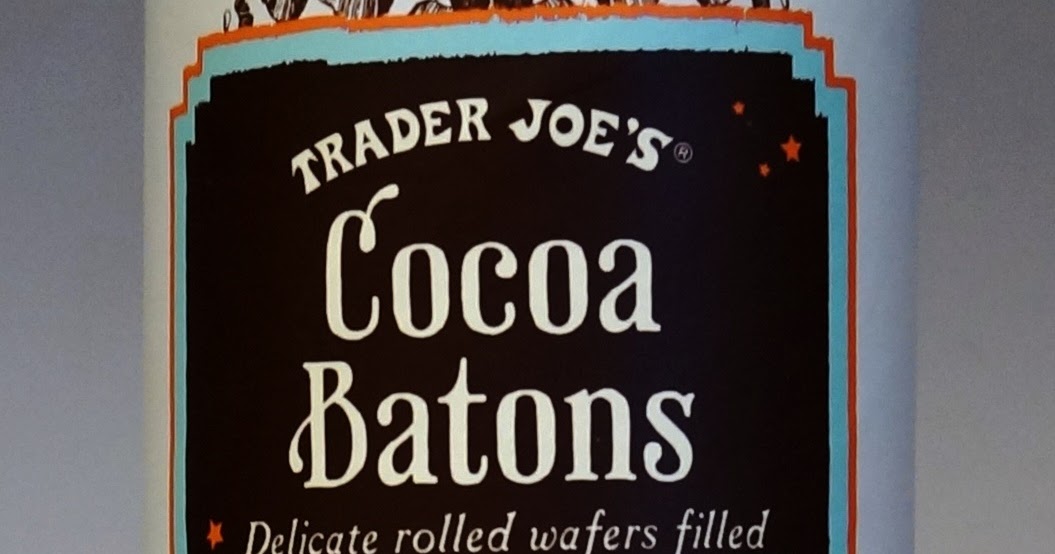 TRADER JOE'S®
Cocoa
Batons
Delicate rolled wafers filled